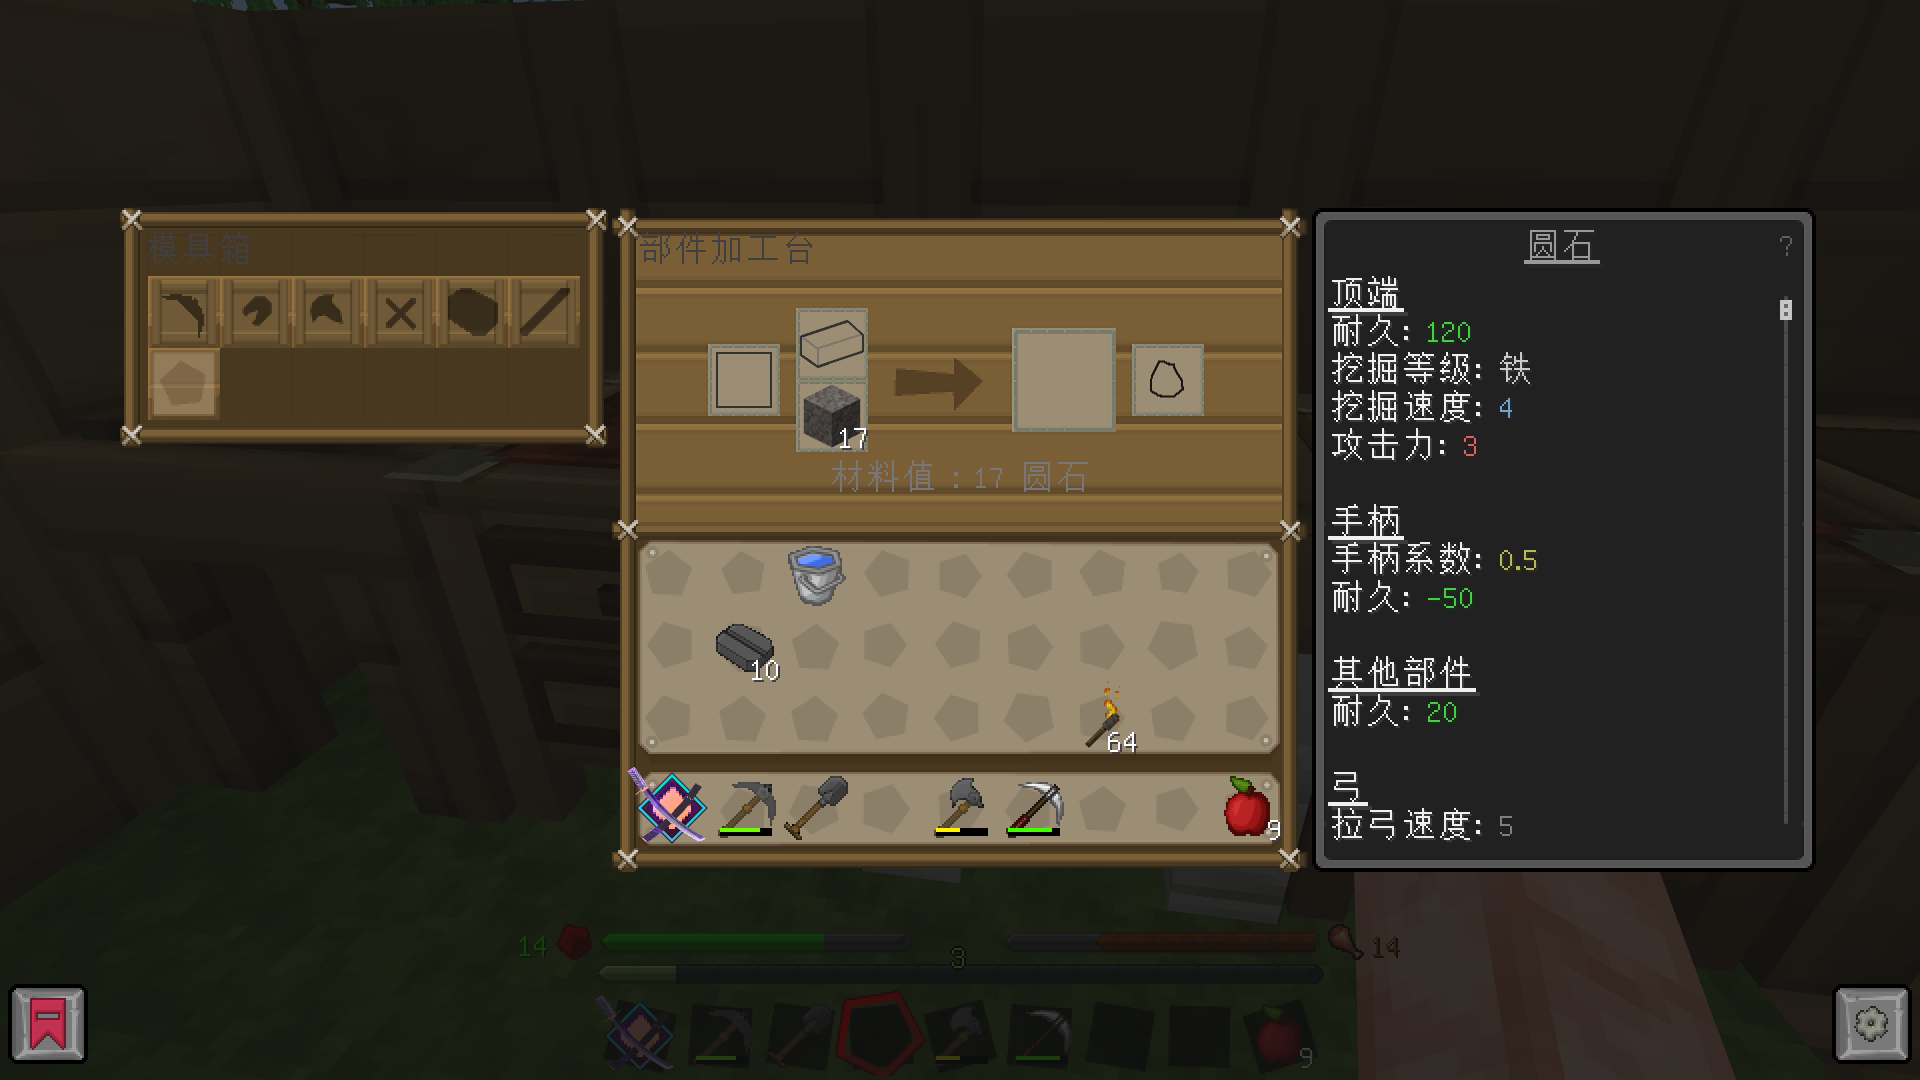 模具箱
部件加工台
17
材料值：17 圆石
10
64
9
圆石
?
顶端
耐久: 120
挖掘等级: 铁
挖掘速度: 4
攻击力: 3
手柄
手柄系数: 0.5
耐久: -50
其他部件
耐久: 20
弓
拉弓速度: 5
14
3
14
9